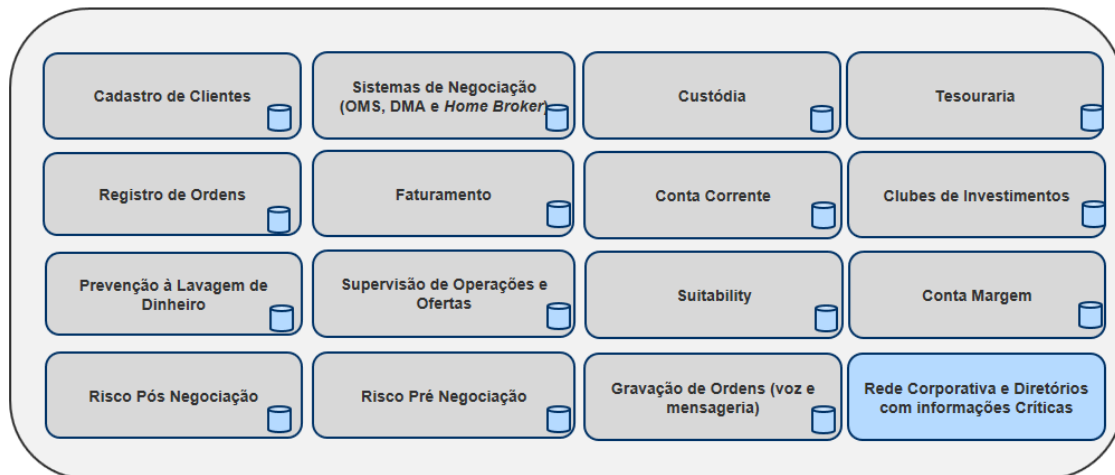 Cadastro de Clientes
Sistemas de Negociação
(OMS, DMA e Home Broker)
Custódia
Tesouraria
Registro de Ordens
Faturamento
Conta Corrente
Clubes de Investimentos
Prevenção à Lavagem de
Dinheiro
Supervisão de Operações e
Ofertas
Suitability
Conta Margem
Risco Pós Negociação
Risco Pré Negociação
Gravação de Ordens (voz e
mensageria)
Rede Corporativa e Diretórios
com informações Críticas